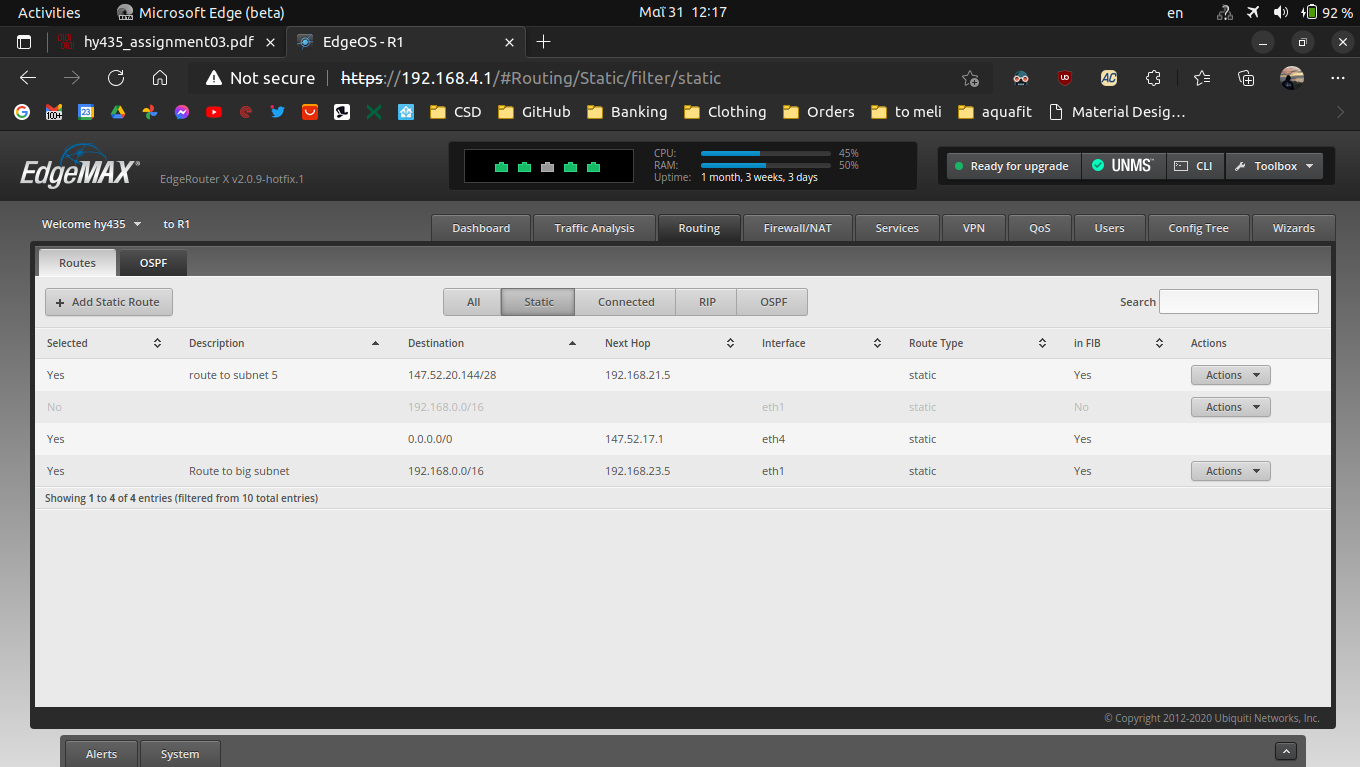 Activities Microsoft Edge (beta) Μαΐ 31 12:17 en 92 %
hy435_assignment03.pdf EdgeOS - R1
Not secure https://192.168.4.1/#Routing/Static/filter/static
CSD GitHub Banking Clothing Orders to meli aquafit Material Desig...
EdgeMAX® EdgeRouter X v2.0.9-hotfix.1
CPU: 45%
RAM: 50%
Uptime: 1 month, 3 weeks, 3 days
Ready for upgrade UNMS™ CLI Toolbox
Welcome hy435 to R1 Dashboard Traffic Analysis Routing Firewall/NAT Services VPN QoS Users Config Tree Wizards
Routes OSPF
+ Add Static Route All Static Connected RIP OSPF Search
Selected Description Destination Next Hop Interface Route Type in FIB Actions
Yes route to subnet 5 147.52.20.144/28 192.168.21.5 static Yes Actions
No 192.168.0.0/16 eth1 static No Actions
Yes 0.0.0.0/0 147.52.17.1 eth4 static Yes
Yes Route to big subnet 192.168.0.0/16 192.168.23.5 eth1 static Yes Actions
Showing 1 to 4 of 4 entries (filtered from 10 total entries)
© Copyright 2012-2020 Ubiquiti Networks, Inc.
Alerts System